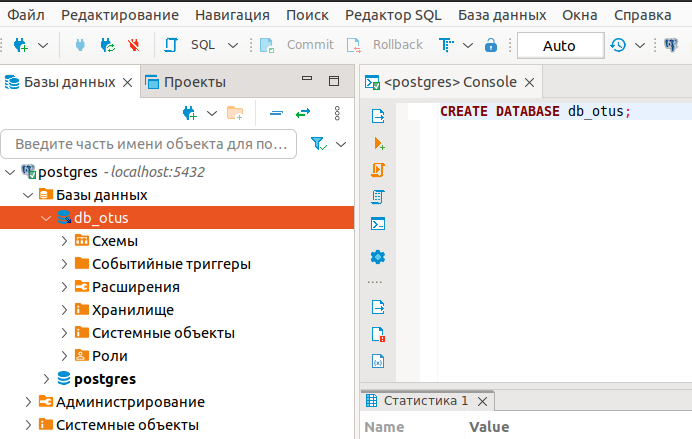 Файл Редактирование Навигация Поиск Редактор SQL База данных Окна Справка
SQL Commit Rollback Auto
Базы данных Проекты
<postgres> Console
CREATE DATABASE db_otus;
Введите часть имени объекта для по...
postgres - localhost:5432
Базы данных
db_otus
Схемы
Событийные триггеры
Расширения
Хранилище
Системные объекты
Роли
postgres
Администрирование
Системные объекты
Статистика 1
Name Value